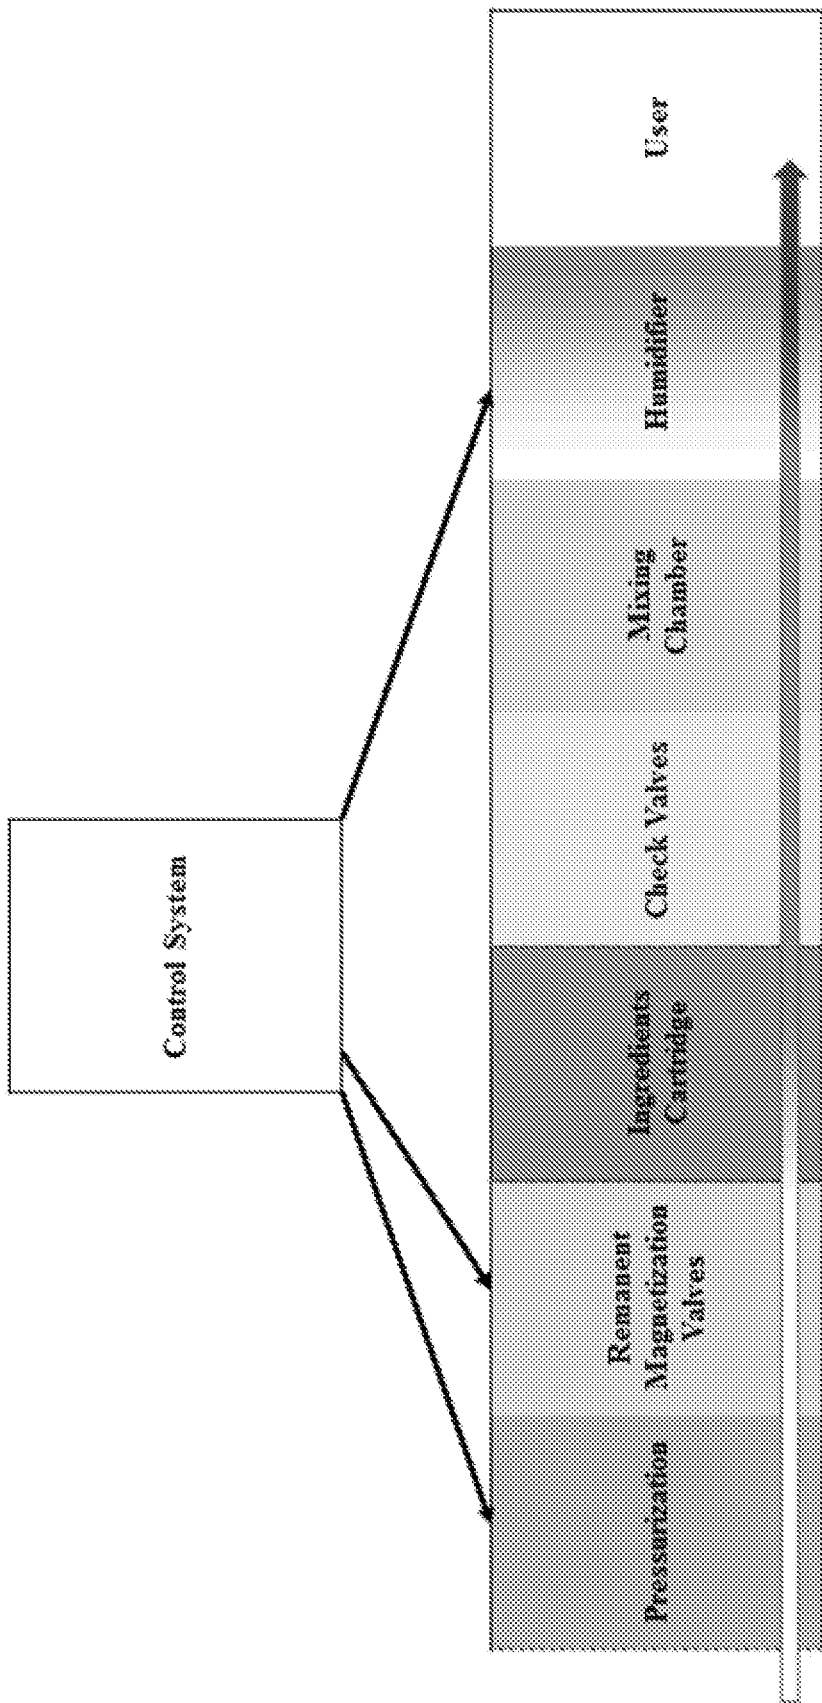 Control System
Pressurization
Remanent
Magnetization
Valves
Ingredients
Cartridge
Check Valves
Mixing
Chamber
Humidifier
User